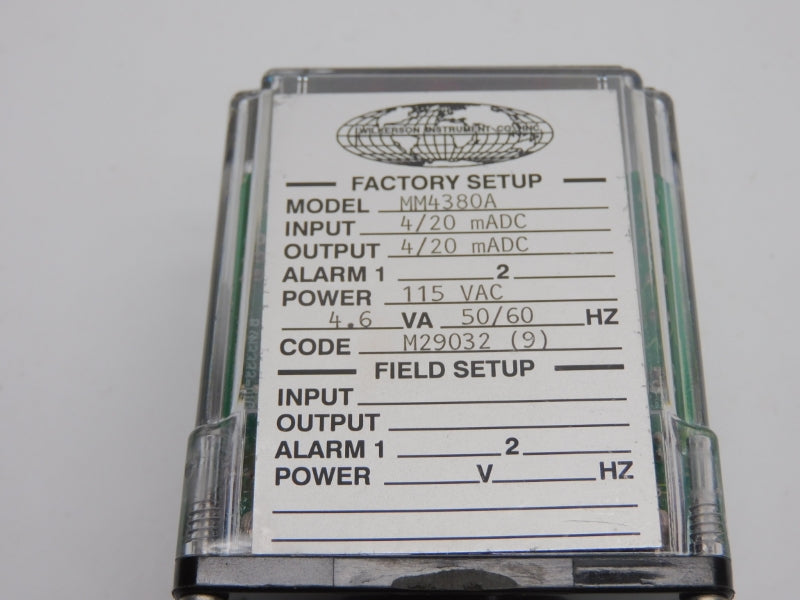 WILKERSON INSTRUMENT CO., INC.
FACTORY SETUP
MODEL MM4380A
INPUT 4/20 mADC
OUTPUT 4/20 mADC
ALARM 1 2
POWER 115 VAC
4.6 VA 50/60 HZ
CODE M29032 (9)
FIELD SETUP
INPUT
OUTPUT
ALARM 1 2
POWER V HZ